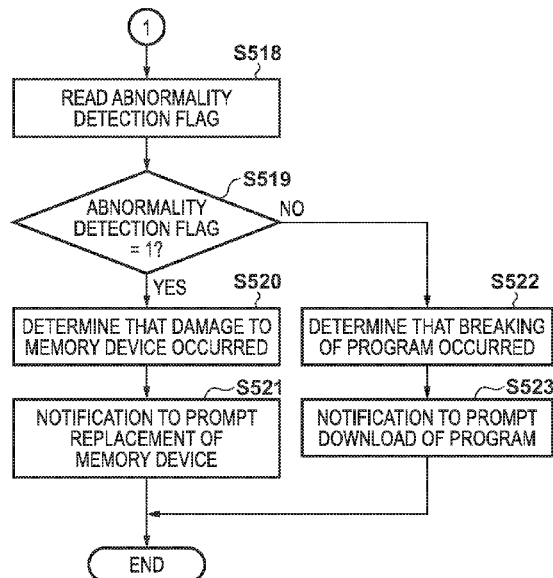 1
S518
READ ABNORMALITY
DETECTION FLAG
S519
ABNORMALITY
DETECTION FLAG
= 1?
NO
YES
S520
DETERMINE THAT DAMAGE TO
MEMORY DEVICE OCCURRED
S522
DETERMINE THAT BREAKING
OF PROGRAM OCCURRED
S521
NOTIFICATION TO PROMPT
REPLACEMENT OF
MEMORY DEVICE
S523
NOTIFICATION TO PROMPT
DOWNLOAD OF PROGRAM
END